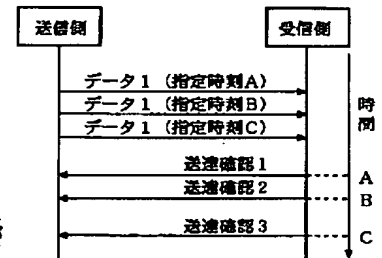 送信側
受信側
データ1 (指定時刻A)
データ1 (指定時刻B)
データ1 (指定時刻C)
時間
送達確認1
A
送達確認2
B
送達確認3
C